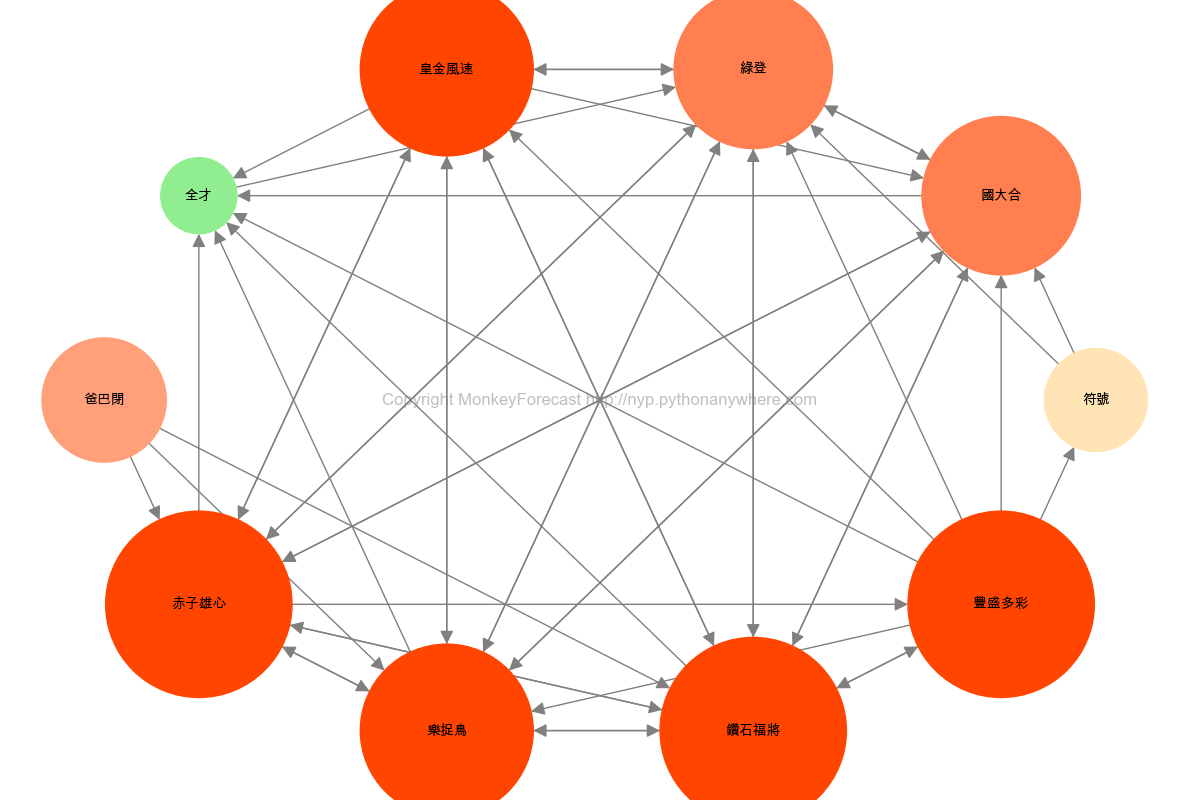 皇金風速
綠登
全才
國大合
爸巴閉
Copyright MonkeyForecast http://nyp.pythonanywhere.com
符號
赤子雄心
豐盛多彩
樂捉鳥
鑽石福將